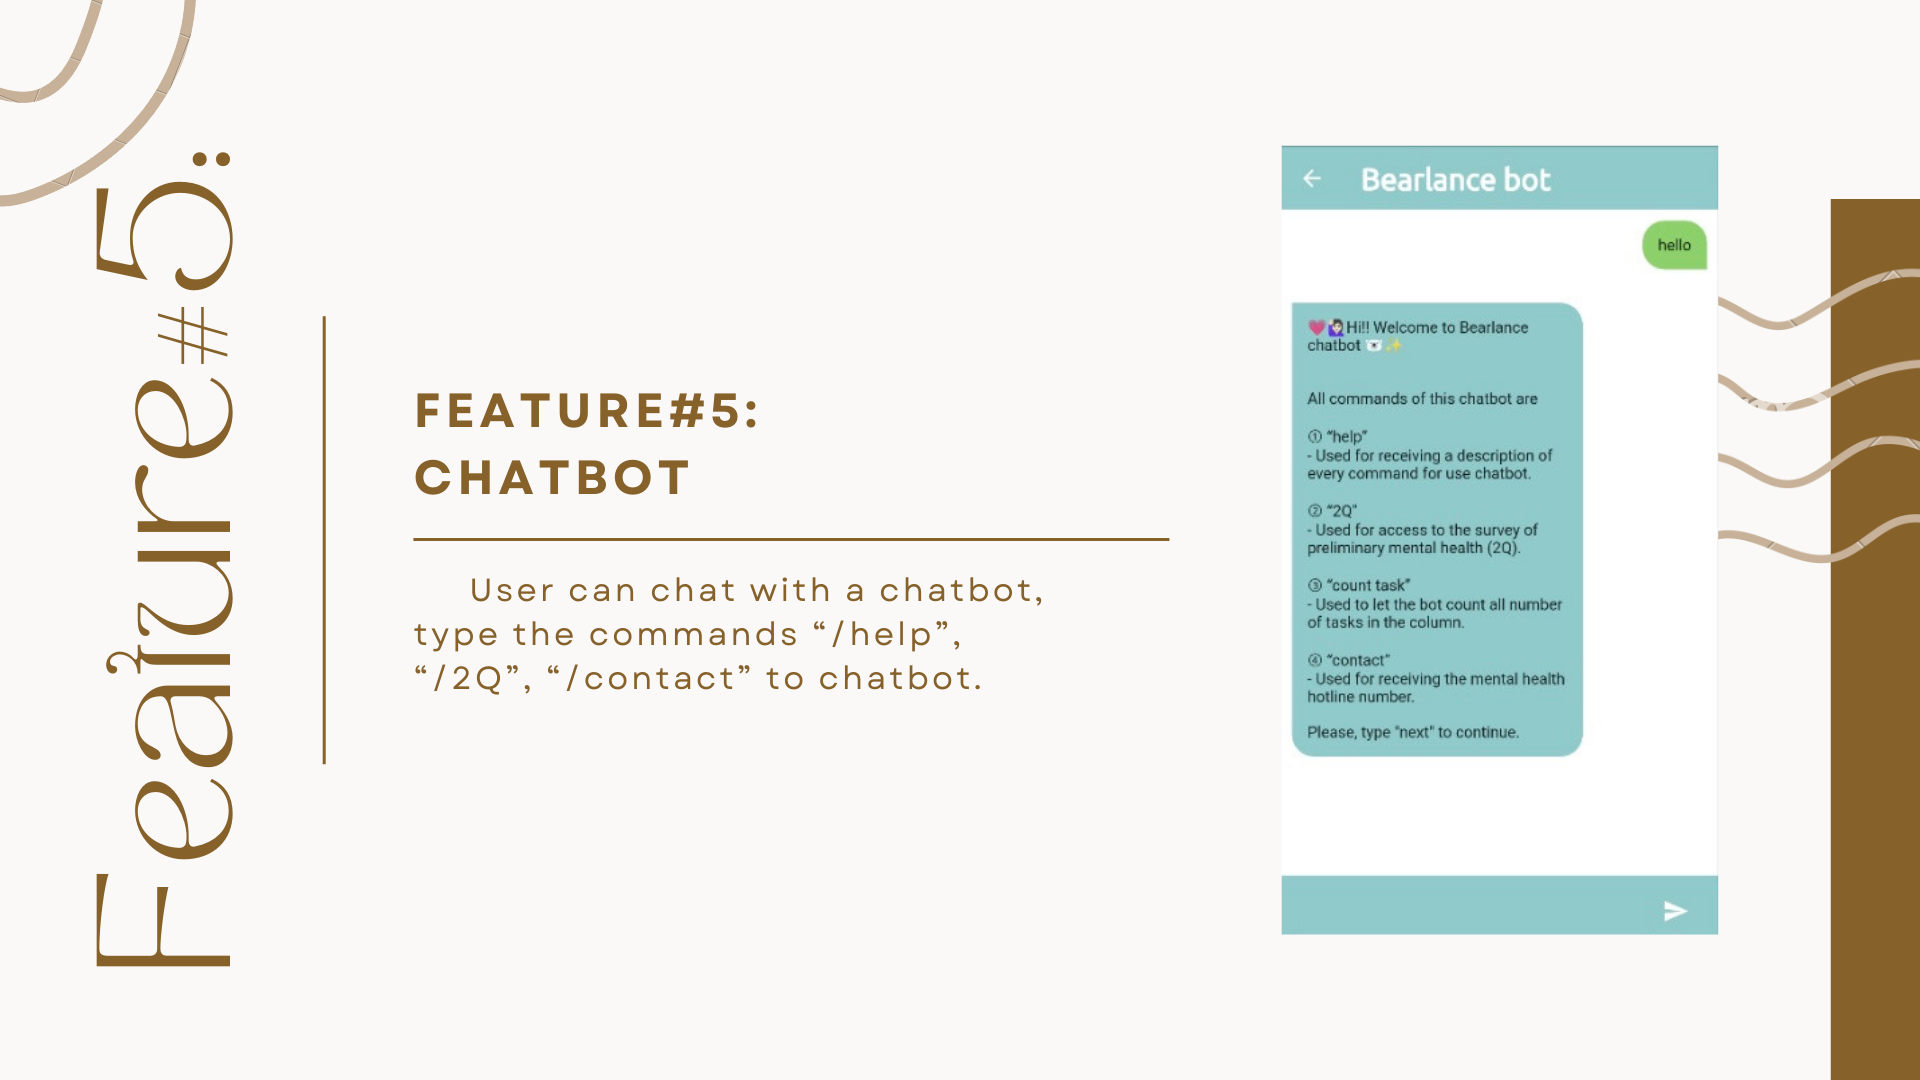 Feature#5:
FEATURE#5:
CHATBOT
User can chat with a chatbot,
type the commands “/help”,
“/2Q”, “/contact” to chatbot.
Bearlance bot
hello
💗🙋🏻‍♀️Hi!! Welcome to Bearlance
chatbot 🐻‍❄️✨
All commands of this chatbot are
① “help”
- Used for receiving a description of
every command for use chatbot.
② “2Q”
- Used for access to the survey of
preliminary mental health (2Q).
③ “count task”
- Used to let the bot count all number
of tasks in the column.
④ “contact”
- Used for receiving the mental health
hotline number.
Please, type "next" to continue.